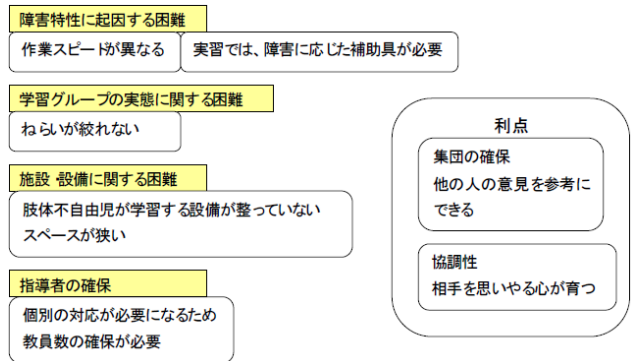 障害特性に起因する困難
作業スピードが異なる
実習では、障害に応じた補助具が必要
学習グループの実態に関する困難
ねらいが絞れない
施設・設備に関する困難
肢体不自由児が学習する設備が整っていない
スペースが狭い
指導者の確保
個別の対応が必要になるため
教員数の確保が必要
利点
集団の確保
他の人の意見を参考に
できる
協調性
相手を思いやる心が育つ